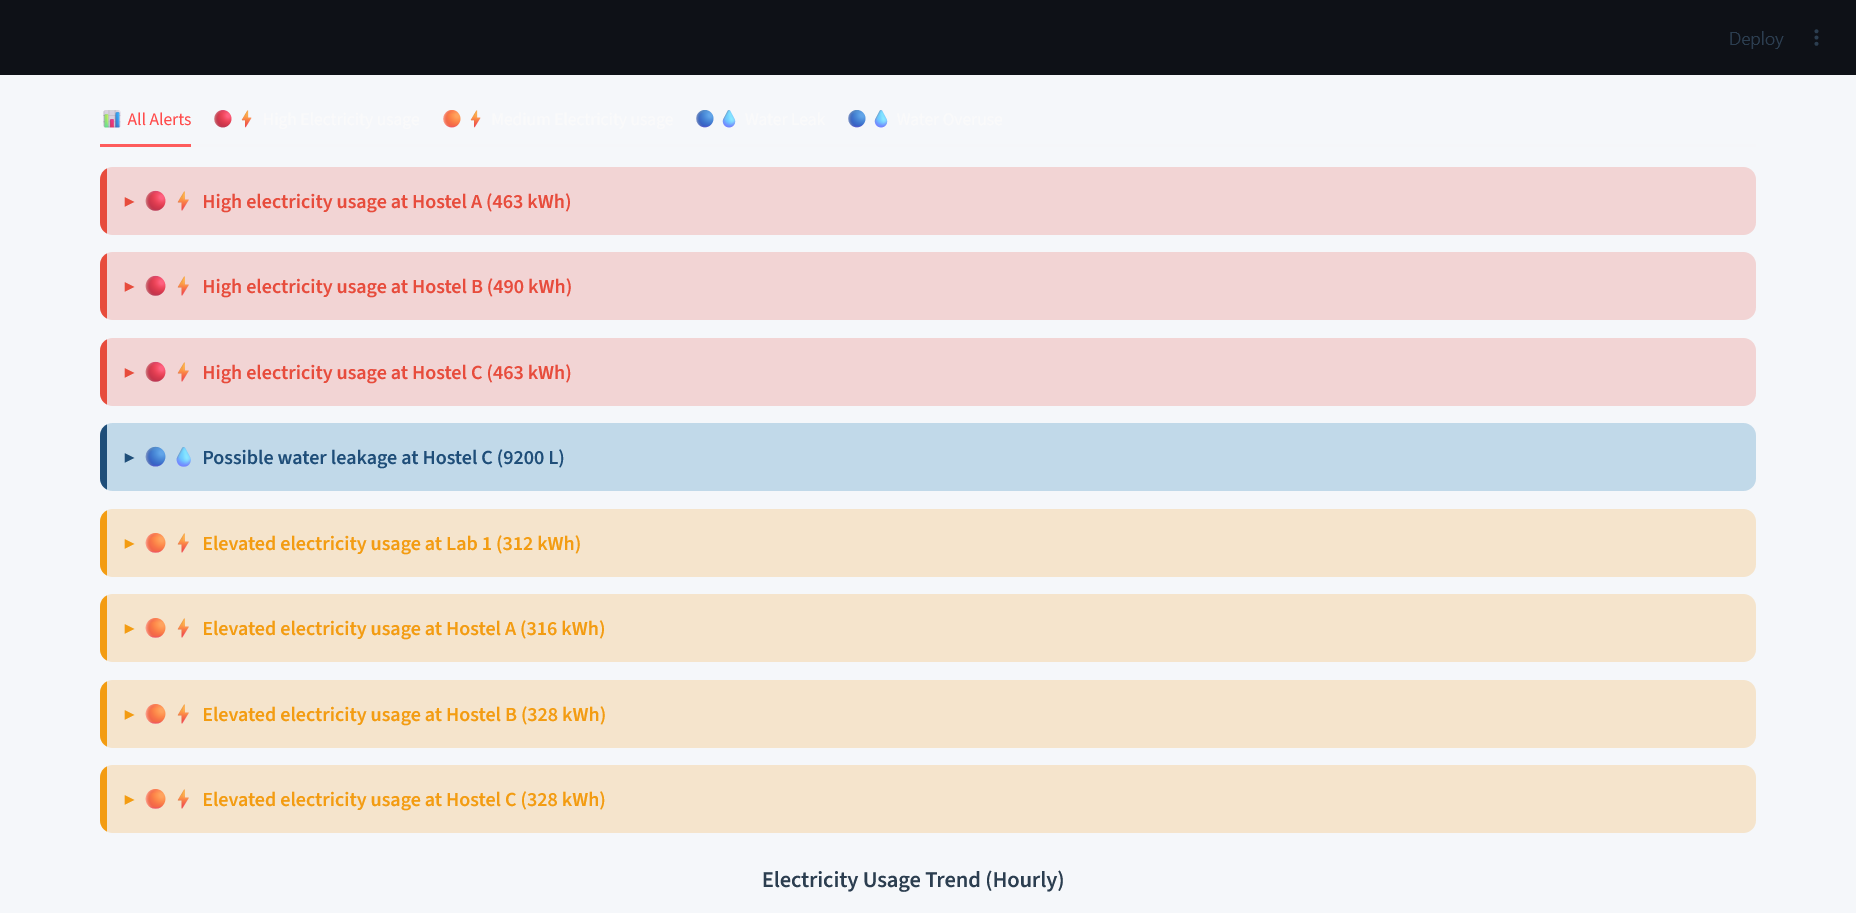 Deploy
All Alerts
High electricity usage at Hostel A (463 kWh)
High electricity usage at Hostel B (490 kWh)
High electricity usage at Hostel C (463 kWh)
Possible water leakage at Hostel C (9200 L)
Elevated electricity usage at Lab 1 (312 kWh)
Elevated electricity usage at Hostel A (316 kWh)
Elevated electricity usage at Hostel B (328 kWh)
Elevated electricity usage at Hostel C (328 kWh)
Electricity Usage Trend (Hourly)